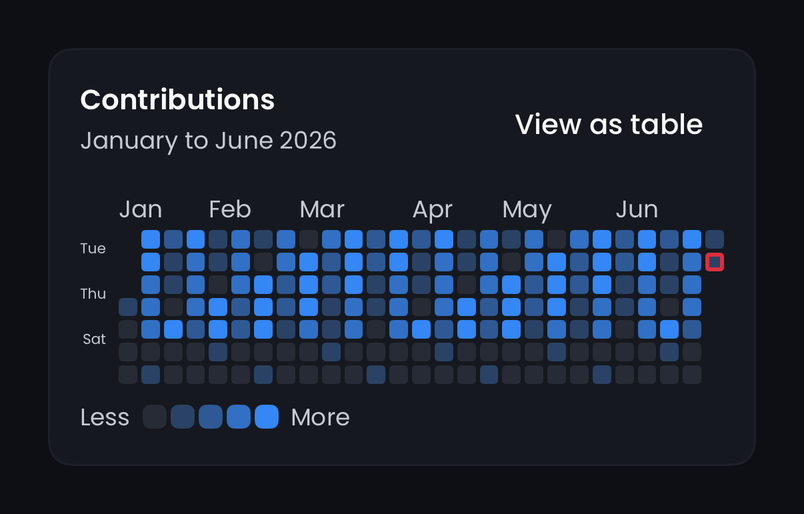 Contributions
January to June 2026
View as table
Jan Feb Mar Apr May Jun
Tue
Thu
Sat
Less More